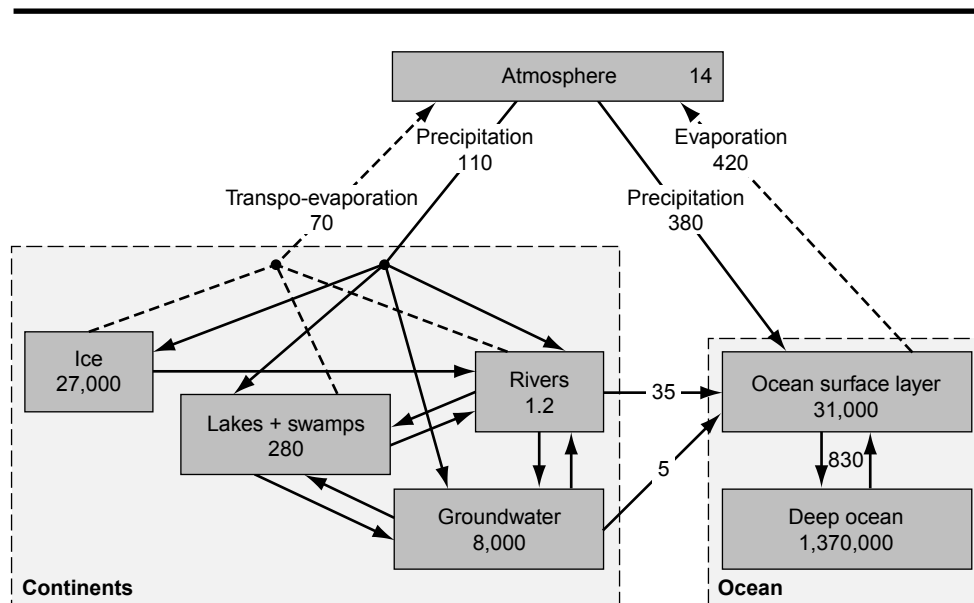 Atmosphere 14
Precipitation
110
Evaporation
420
Transpo-evaporation
70
Precipitation
380
Ice
27,000
Rivers
1.2
35
Ocean surface layer
31,000
Lakes + swamps
280
5
830
Groundwater
8,000
Deep ocean
1,370,000
Continents
Ocean